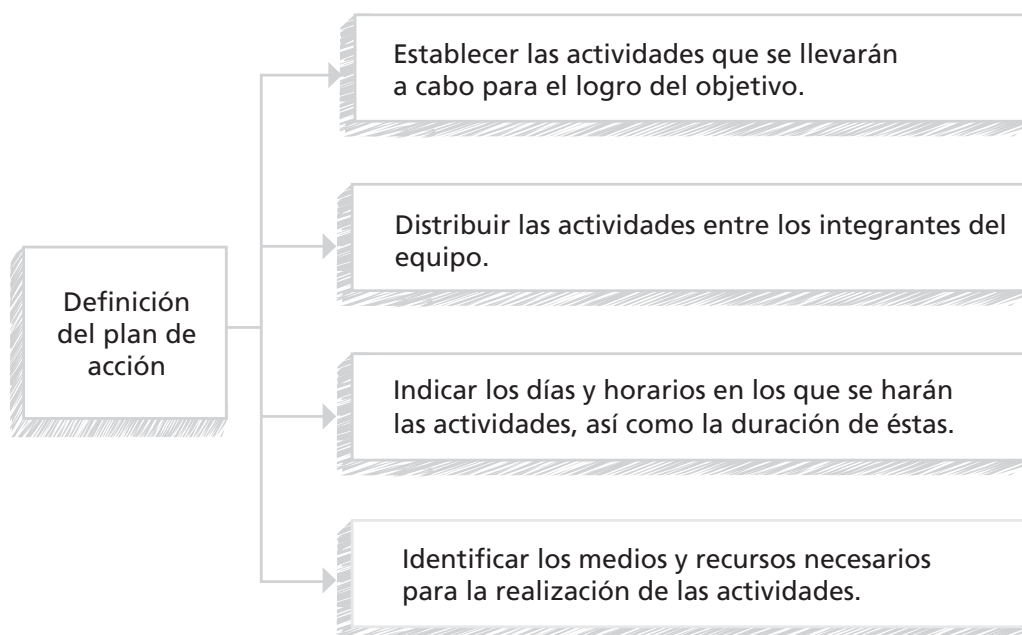 Establecer las actividades que se llevarán
a cabo para el logro del objetivo.
Distribuir las actividades entre los integrantes del
equipo.
Definición
del plan de
acción
Indicar los días y horarios en los que se harán
las actividades, así como la duración de éstas.
Identificar los medios y recursos necesarios
para la realización de las actividades.